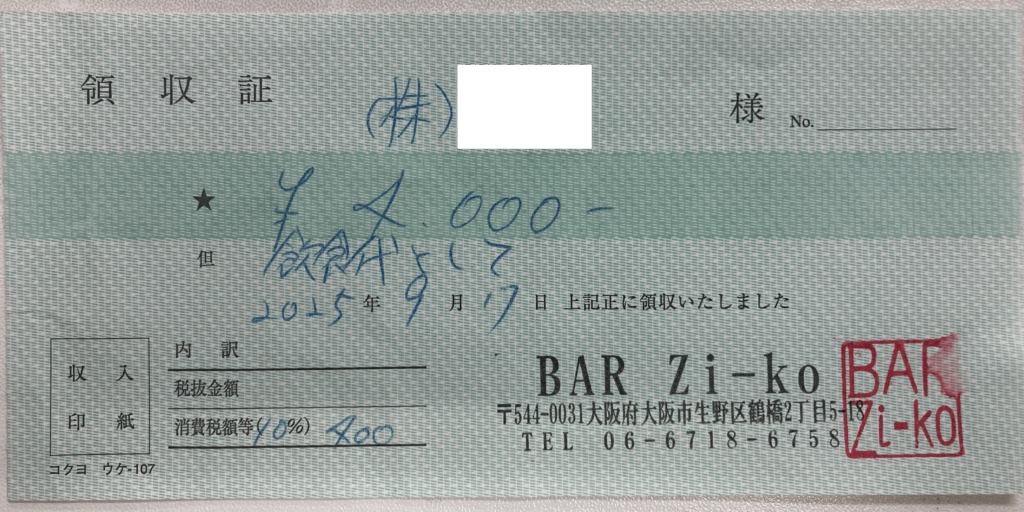 領収証 (株) 様 No.
★ ¥ 4.000-
但 飲食代として
2025年9月17日 上記正に領収いたしました
収入
印紙
内訳
税抜金額
消費税額等(10%) 400
コクヨ ウケ-107
BAR Zi-ko
〒544-0031大阪府大阪市生野区鶴橋2丁目5-18
TEL 06-6718-6758
BAR
Zi-ko